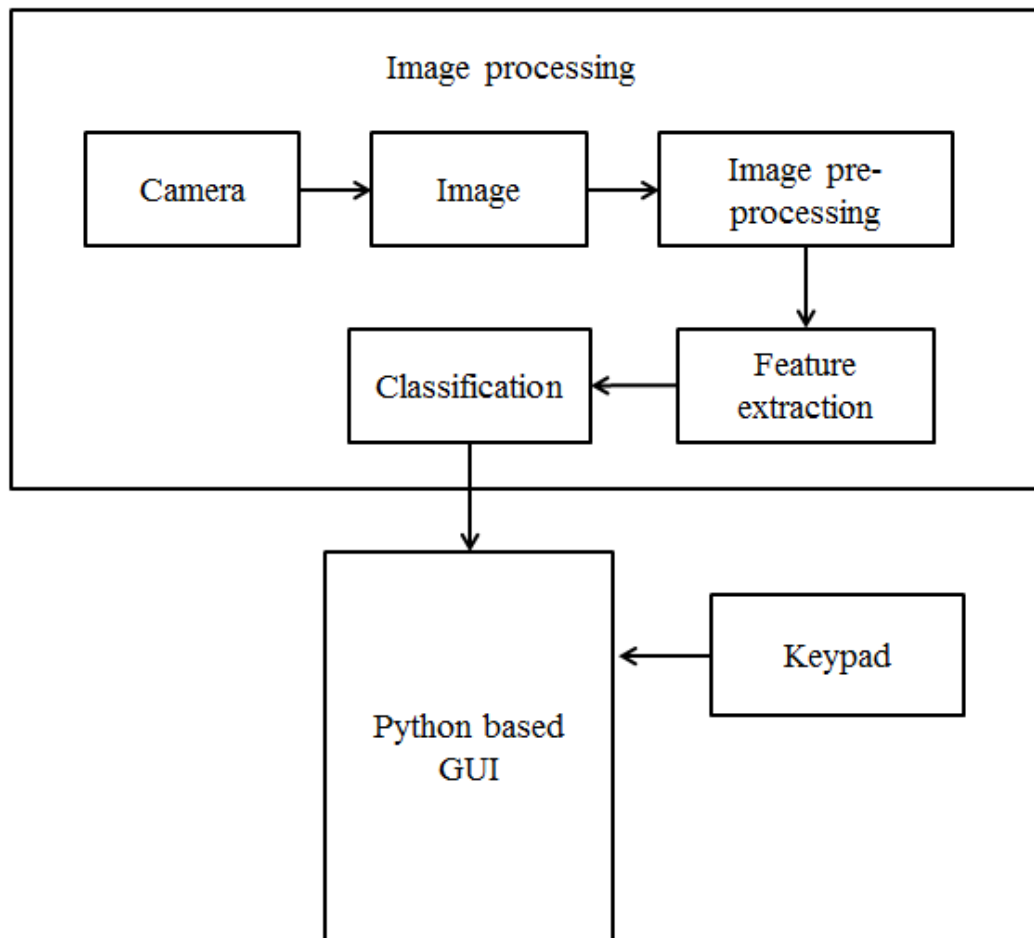 Image processing
Camera
Image
Image pre-
processing
Classification
Feature
extraction
Keypad
Python based
GUI